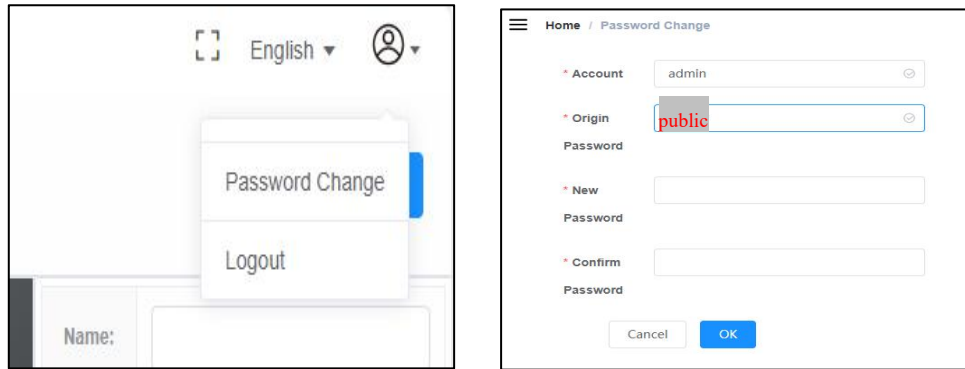 English
Password Change
Logout
Name:
Home / Password Change
* Account admin
* Origin public
Password
* New
Password
* Confirm
Password
Cancel OK